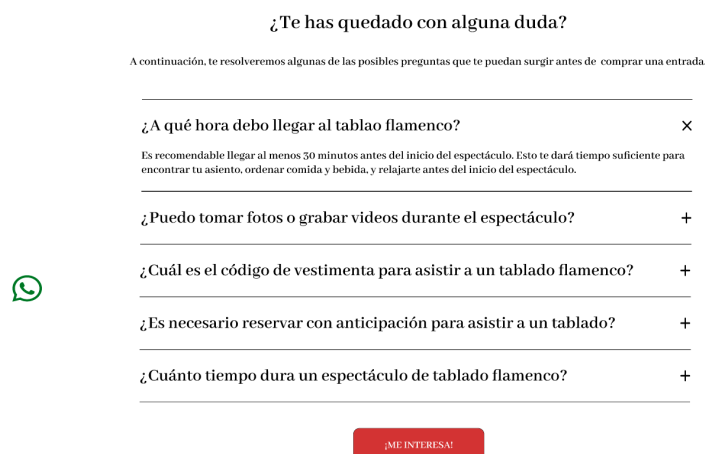 ¿Te has quedado con alguna duda?
A continuación, te resolveremos algunas de las posibles preguntas que te puedan surgir antes de comprar una entrada
¿A qué hora debo llegar al tablao flamenco?
Es recomendable llegar al menos 30 minutos antes del inicio del espectáculo. Esto te dará tiempo suficiente para
encontrar tu asiento, ordenar comida y bebida, y relajarte antes del inicio del espectáculo.
¿Puedo tomar fotos o grabar videos durante el espectáculo?
¿Cuál es el código de vestimenta para asistir a un tablado flamenco?
¿Es necesario reservar con anticipación para asistir a un tablado?
¿Cuánto tiempo dura un espectáculo de tablado flamenco?
¡ME INTERESA!